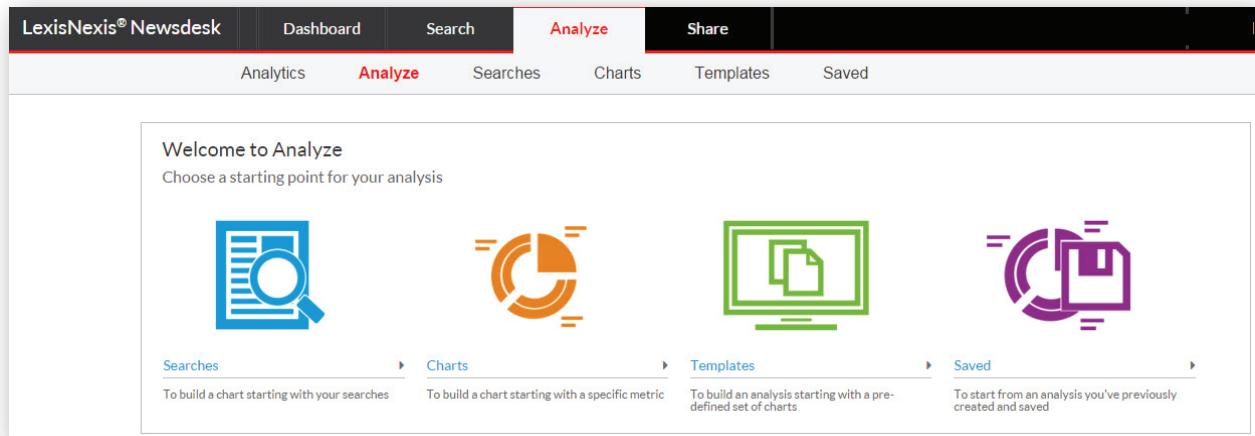 LexisNexis® Newsdesk Dashboard Search Analyze Share
Analytics Analyze Searches Charts Templates Saved
Welcome to Analyze
Choose a starting point for your analysis
Searches
To build a chart starting with your searches
Charts
To build a chart starting with a specific metric
Templates
To build an analysis starting with a pre-
defined set of charts
Saved
To start from an analysis you've previously
created and saved